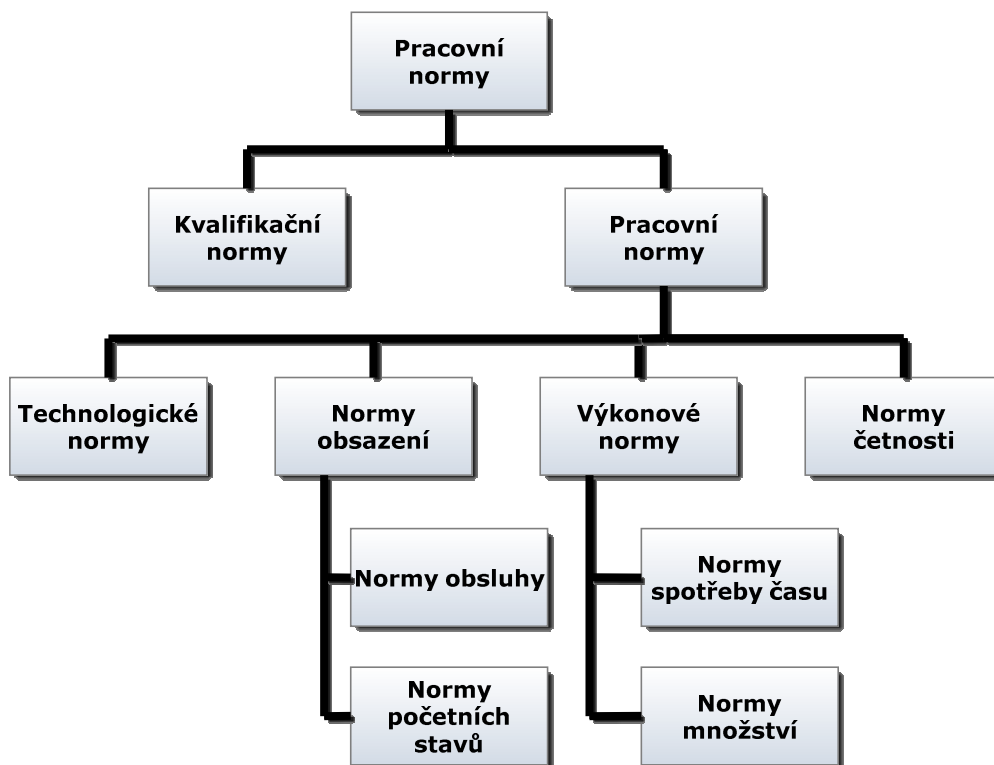 Pracovní
normy
Kvalifikační
normy
Pracovní
normy
Technologické
normy
Normy
obsazení
Výkonové
normy
Normy
četnosti
Normy obsluhy
Normy
spotřeby času
Normy
početních
stavů
Normy
množství